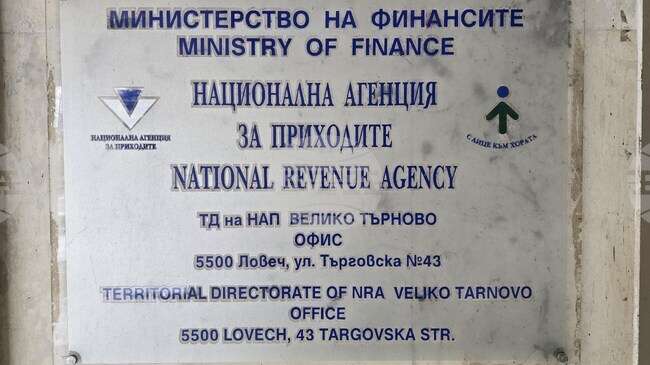 МИНИСТЕРСТВО НА ФИНАНСИТЕ
MINISTRY OF FINANCE
НАЦИОНАЛНА АГЕНЦИЯ
ЗА ПРИХОДИТЕ
NATIONAL REVENUE AGENCY
НАЦИОНАЛНА АГЕНЦИЯ
ЗА ПРИХОДИТЕ
С ЛИЦЕ КЪМ ХОРАТА
ТД на НАП ВЕЛИКО ТЪРНОВО
ОФИС
5500 Ловеч, ул. Търговска №43
TERRITORIAL DIRECTORATE OF NRA VELIKO TARNOVO
OFFICE
5500 LOVECH, 43 TARGOVSKA STR.